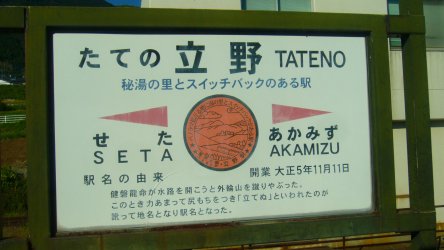 たての 立野 TATENO
秘湯の里とスイッチバックのある駅
せた あかみず
SETA AKAMIZU
駅名の由来 開業 大正5年11月11日
健磐龍命が水路を開こうと外輪山を蹴りやぶった。
このとき力あまって尻もちをつき「立てぬ」といわれたのが
訛って地名となり駅名となった。